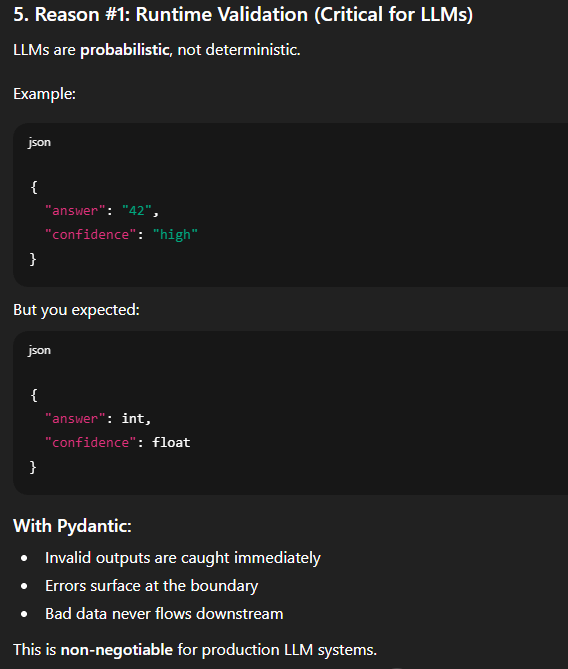 5. Reason #1: Runtime Validation (Critical for LLMs)
LLMs are probabilistic, not deterministic.
Example:
json
{
"answer": "42",
"confidence": "high"
}
But you expected:
json
{
"answer": int,
"confidence": float
}
With Pydantic:
• Invalid outputs are caught immediately
• Errors surface at the boundary
• Bad data never flows downstream
This is non-negotiable for production LLM systems.